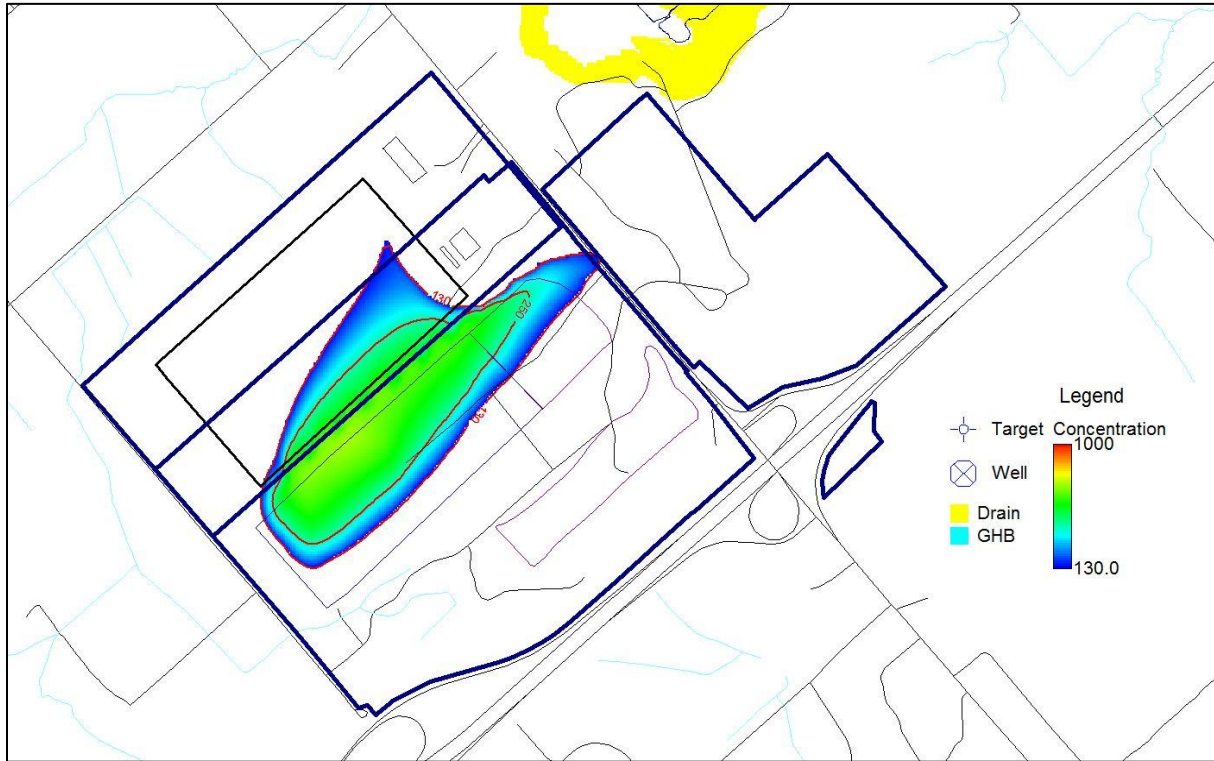 130
250
130
Legend
Target Concentration
1000
Well
Drain
GHB
130.0